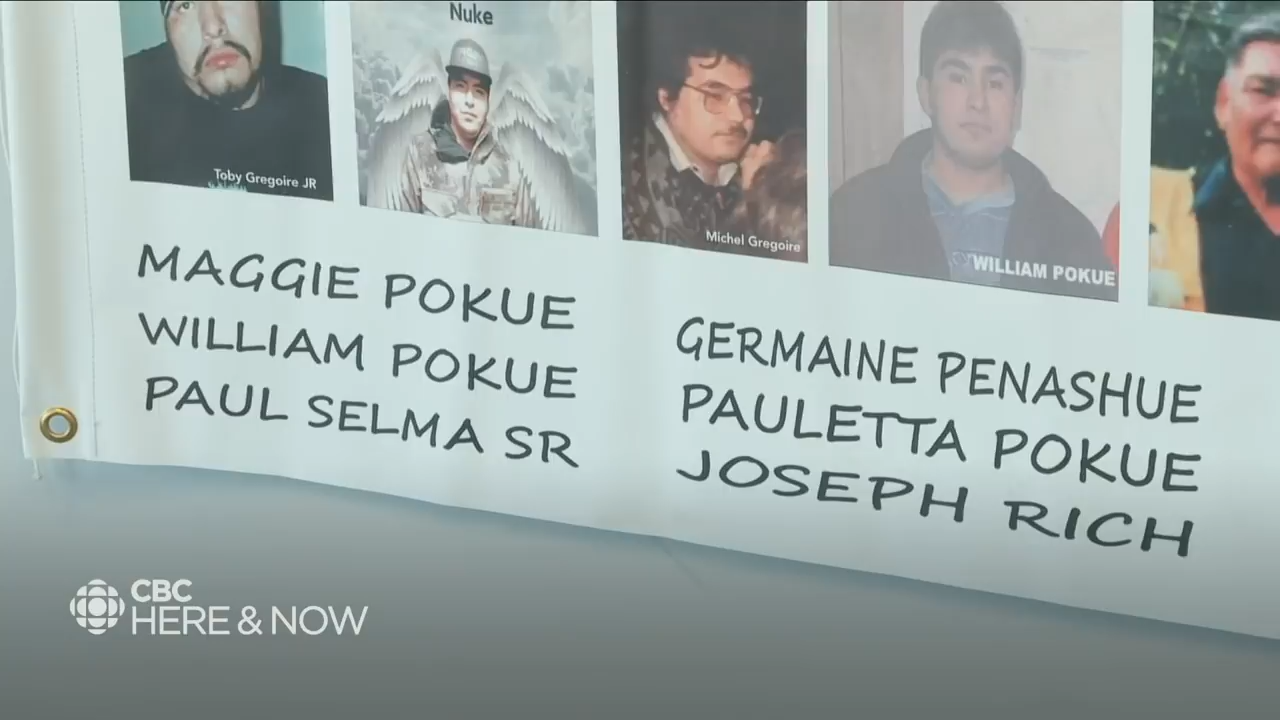 Nuke
Toby Gregoire JR
Michel Gregoire
WILLIAM POKUE
MAGGIE POKUE
WILLIAM POKUE
PAUL SELMA SR
GERMAINE PENASHUE
PAULETTA POKUE
JOSEPH RICH
CBC
HERE & NOW